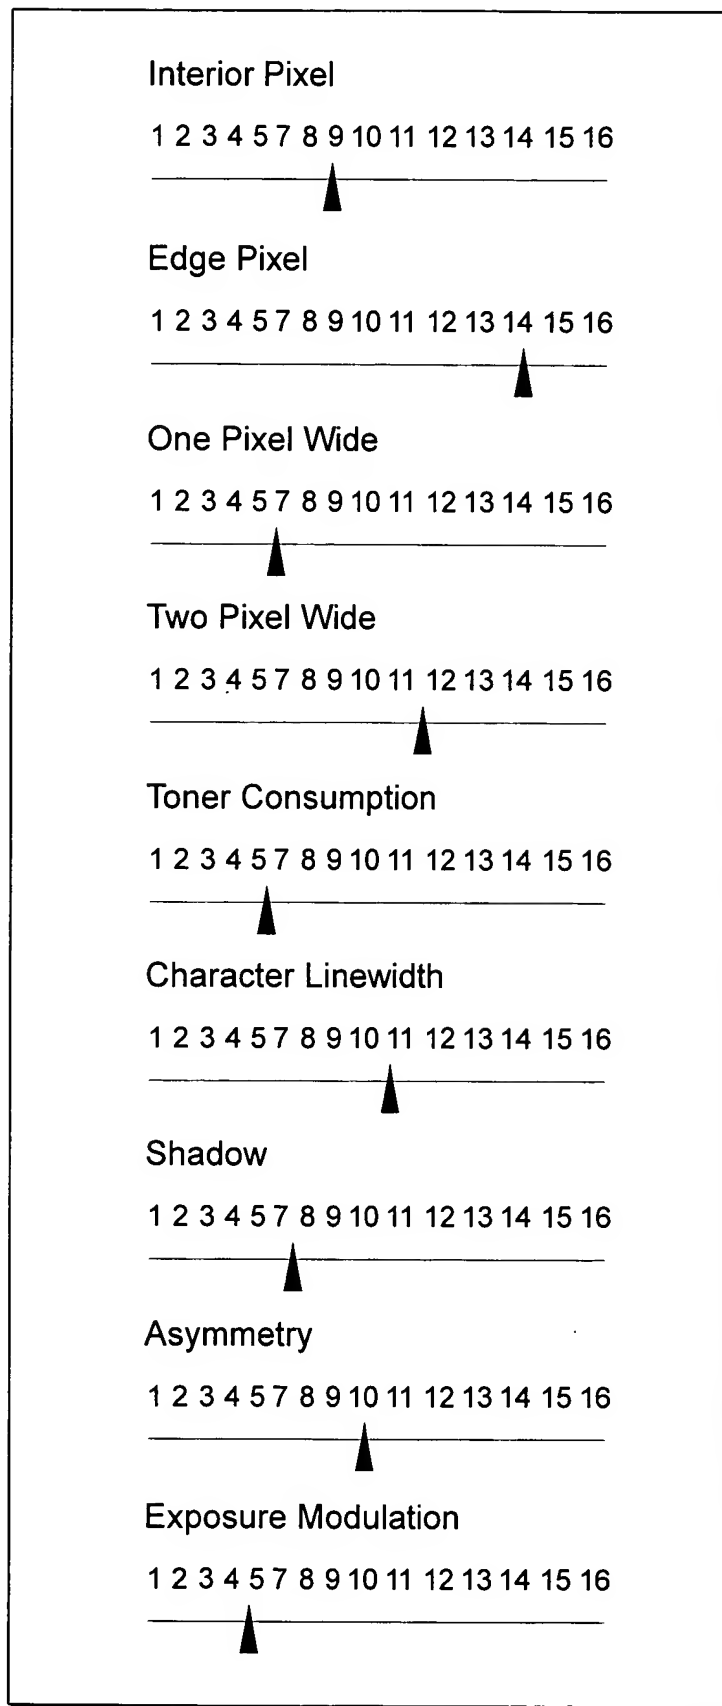 Interior Pixel
1 2 3 4 5 7 8 9 10 11 12 13 14 15 16
Edge Pixel
1 2 3 4 5 7 8 9 10 11 12 13 14 15 16
One Pixel Wide
1 2 3 4 5 7 8 9 10 11 12 13 14 15 16
Two Pixel Wide
1 2 3 4 5 7 8 9 10 11 12 13 14 15 16
Toner Consumption
1 2 3 4 5 7 8 9 10 11 12 13 14 15 16
Character Linewidth
1 2 3 4 5 7 8 9 10 11 12 13 14 15 16
Shadow
1 2 3 4 5 7 8 9 10 11 12 13 14 15 16
Asymmetry
1 2 3 4 5 7 8 9 10 11 12 13 14 15 16
Exposure Modulation
1 2 3 4 5 7 8 9 10 11 12 13 14 15 16